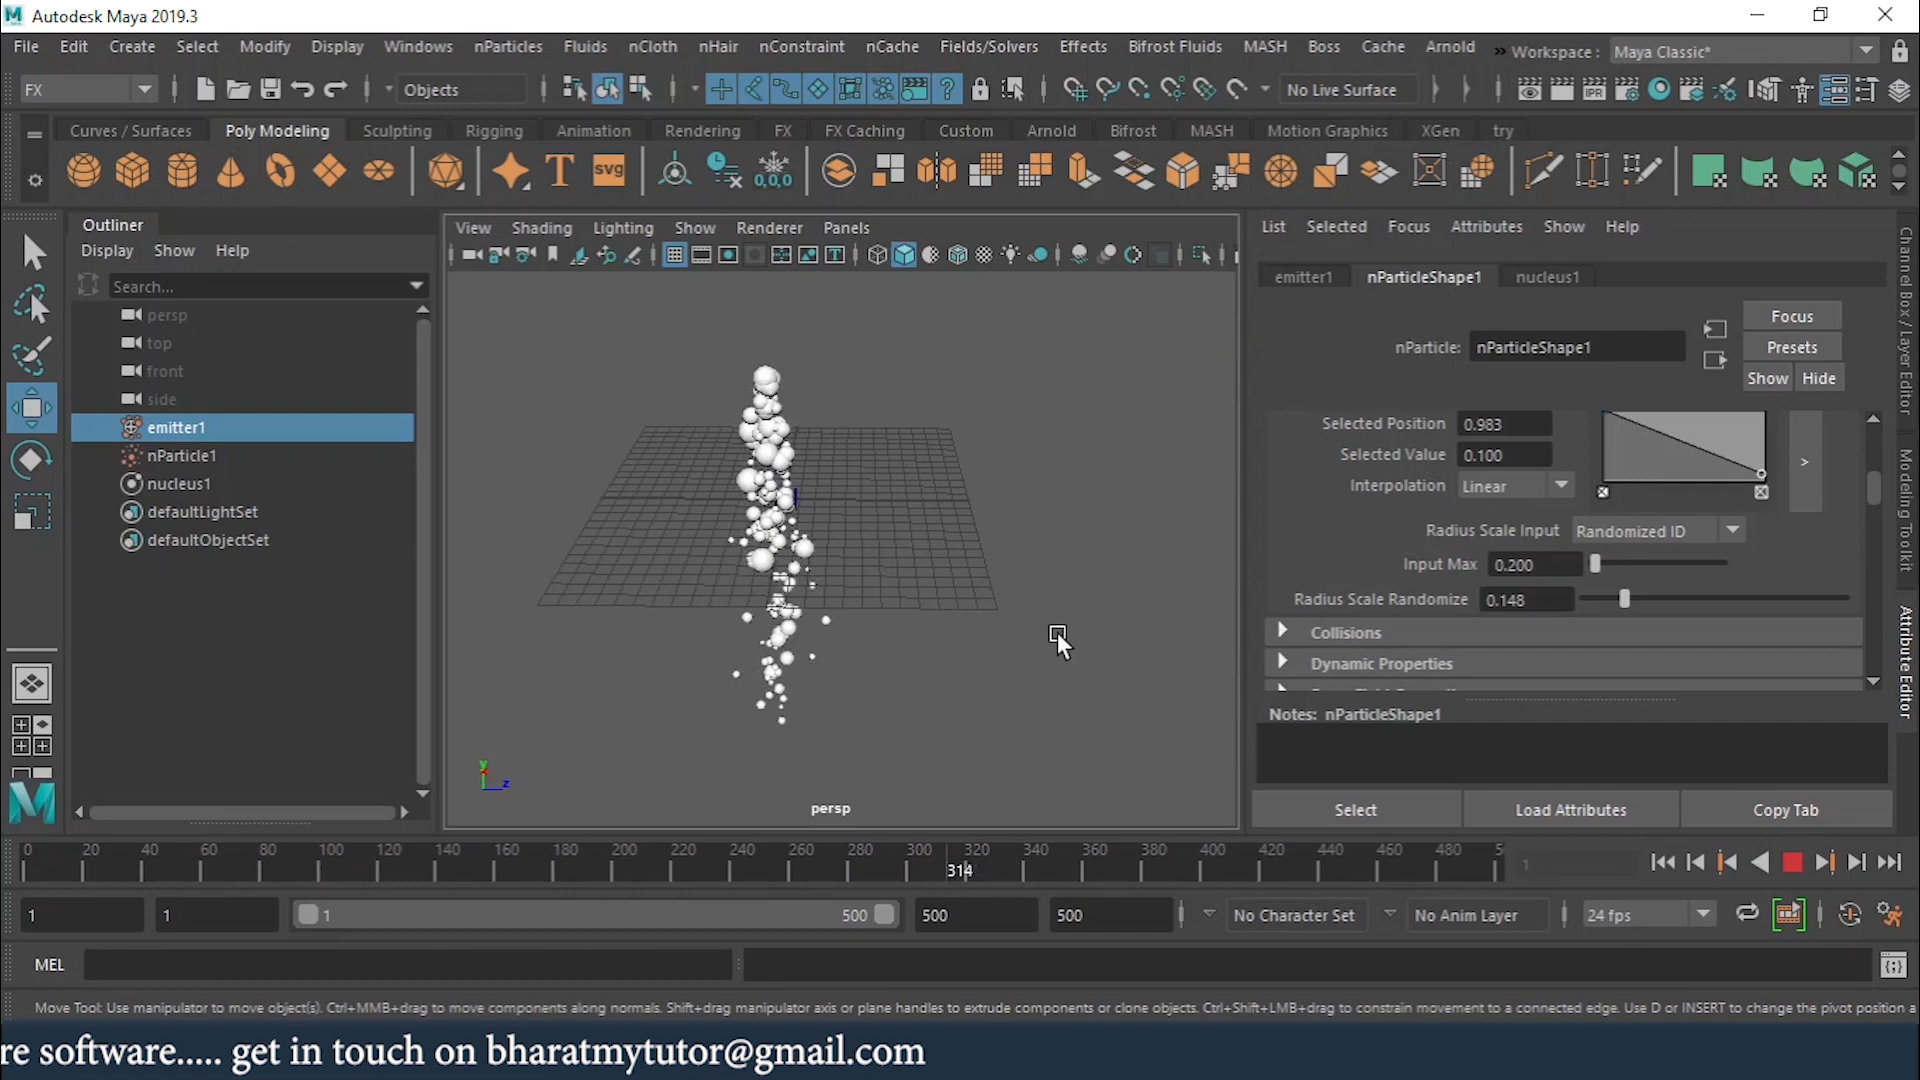 Autodesk Maya 2019.3
File Edit Create Select Modify Display Windows nParticles Fluids nCloth nHair nConstraint nCache Fields/Solvers Effects Bifrost Fluids MASH Boss Cache Arnold » Workspace : Maya Classic*
FX Objects No Live Surface
Curves / Surfaces Poly Modeling Sculpting Rigging Animation Rendering FX FX Caching Custom Arnold Bifrost MASH Motion Graphics XGen try
T svg 0,0,0
Outliner
Display Show Help
Search...
persp
top
front
side
emitter1
nParticle1
nucleus1
defaultLightSet
defaultObjectSet
View Shading Lighting Show Renderer Panels
y
z
persp
List Selected Focus Attributes Show Help
emitter1 nParticleShape1 nucleus1
nParticle: nParticleShape1
Focus
Presets
Show Hide
Selected Position 0.983
Selected Value 0.100
Interpolation Linear
>
Radius Scale Input Randomized ID
Input Max 0.200
Radius Scale Randomize 0.148
Collisions
Dynamic Properties
Notes: nParticleShape1
Select Load Attributes Copy Tab
Channel Box / Layer Editor
Modeling Toolkit
Attribute Editor
0 20 40 60 80 100 120 140 160 180 200 220 240 260 280 300 320 340 360 380 400 420 440 460 480 5
314
1
1 1 1 500 500 500 No Character Set No Anim Layer 24 fps
MEL
Move Tool: Use manipulator to move object(s). Ctrl+MMB+drag to move components along normals. Shift+drag manipulator axis or plane handles to extrude components or clone objects. Ctrl+Shift+LMB+drag to constrain movement to a connected edge. Use D or INSERT to change the pivot position a
re software..... get in touch on bharatmytutor@gmail.com